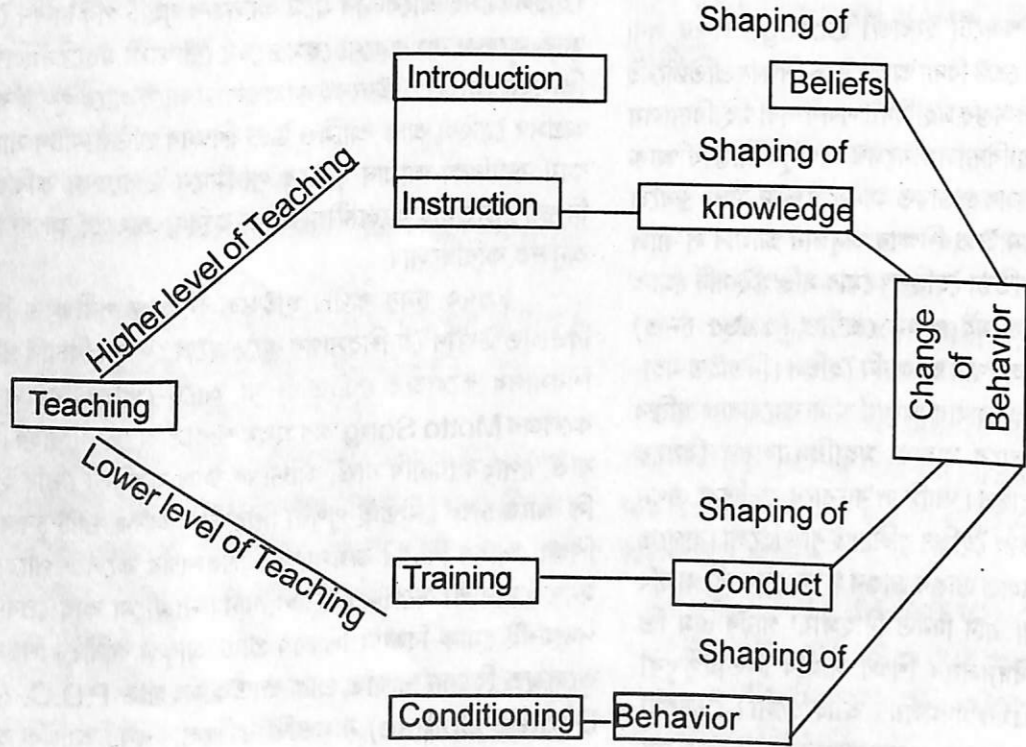 Shaping of
Introduction
Beliefs
Shaping of
Instruction
knowledge
Higher level of Teaching
Change
of
Behavior
Teaching
Lower level of Teaching
Shaping of
Training
Conduct
Shaping of
Conditioning
Behavior